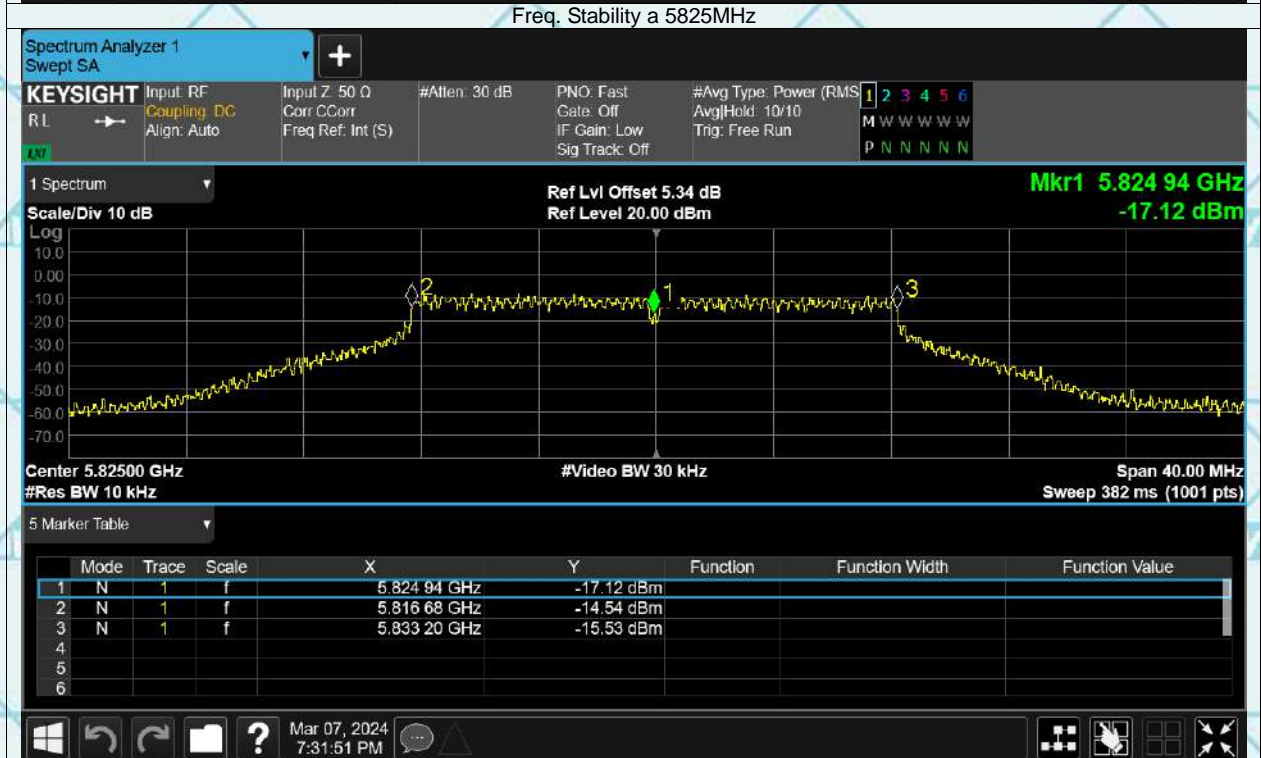 Freq. Stability a 5825MHz
Spectrum Analyzer 1
Swept SA
+
KEYSIGHT Input: RF Input Z: 50 Ω #Atten: 30 dB PNO: Fast #Avg Type: Power (RMS 1 2 3 4 5 6
RL Coupling: DC Corr CCorr Gate: Off Avg|Hold: 10/10 M W W W W W
Align: Auto Freq Ref: Int (S) IF Gain: Low Trig: Free Run
LXI Sig Track: Off P N N N N N
1 Spectrum Ref Lvl Offset 5.34 dB Mkr1 5.824 94 GHz
Scale/Div 10 dB Ref Level 20.00 dBm -17.12 dBm
Log
10.0
0.00
-10.0
-20.0
-30.0
-40.0
-50.0
-60.0
-70.0
2 1 3
Center 5.82500 GHz #Video BW 30 kHz Span 40.00 MHz
#Res BW 10 kHz Sweep 382 ms (1001 pts)
5 Marker Table
Mode Trace Scale X Y Function Function Width Function Value
1 N 1 f 5.824 94 GHz -17.12 dBm
2 N 1 f 5.816 68 GHz -14.54 dBm
3 N 1 f 5.833 20 GHz -15.53 dBm
4
5
6
? Mar 07, 2024
7:31:51 PM